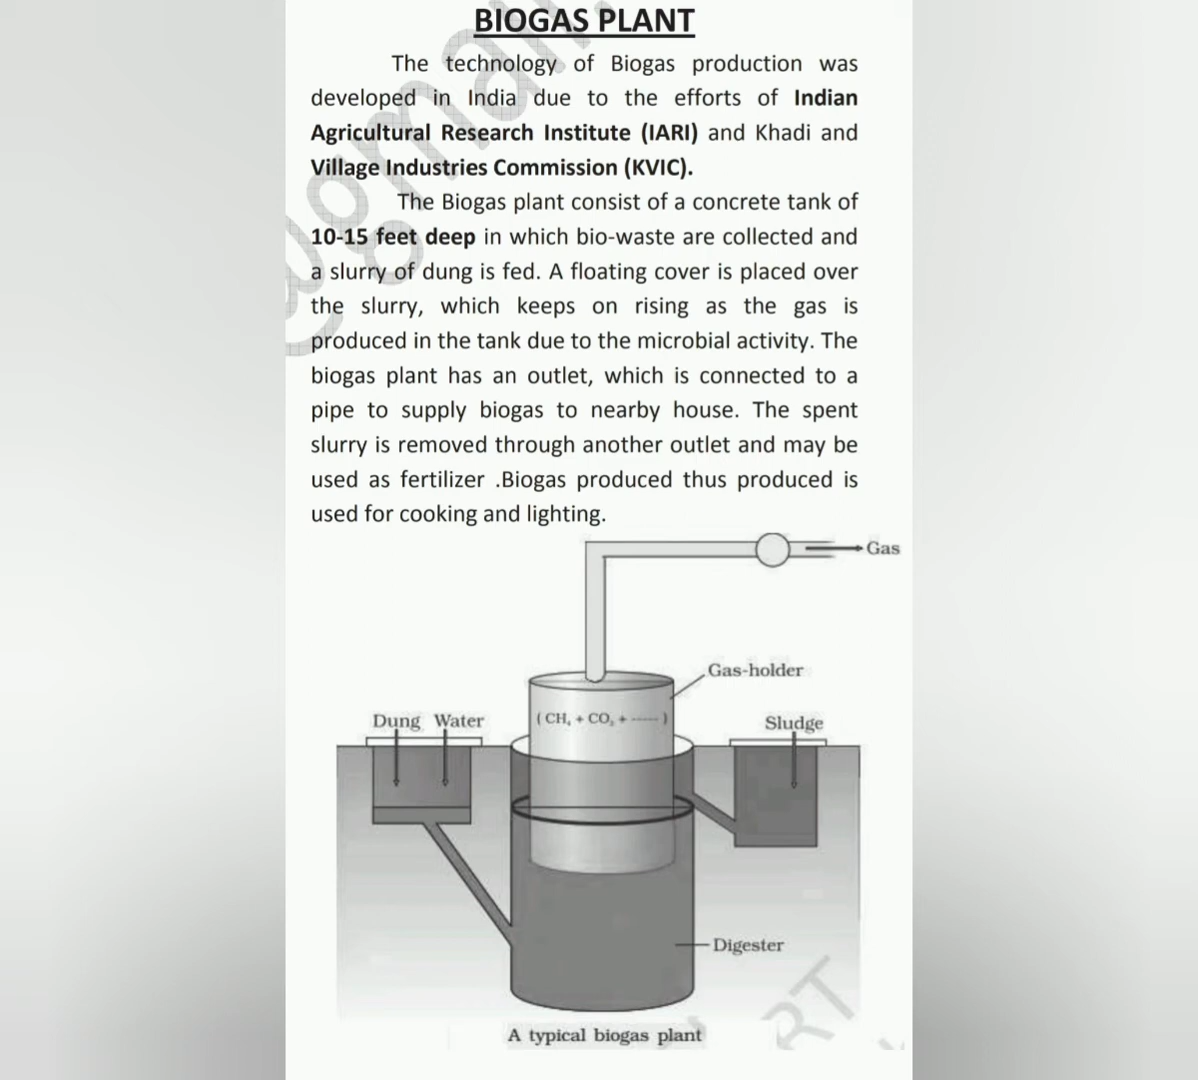 BIOGAS PLANT
The technology of Biogas production was
developed in India due to the efforts of Indian
Agricultural Research Institute (IARI) and Khadi and
Village Industries Commission (KVIC).
The Biogas plant consist of a concrete tank of
10-15 feet deep in which bio-waste are collected and
a slurry of dung is fed. A floating cover is placed over
the slurry, which keeps on rising as the gas is
produced in the tank due to the microbial activity. The
biogas plant has an outlet, which is connected to a
pipe to supply biogas to nearby house. The spent
slurry is removed through another outlet and may be
used as fertilizer .Biogas produced thus produced is
used for cooking and lighting.
Gas
Gas-holder
(CH₄ + CO₂ + ------ )
Dung Water
Sludge
Digester
A typical biogas plant